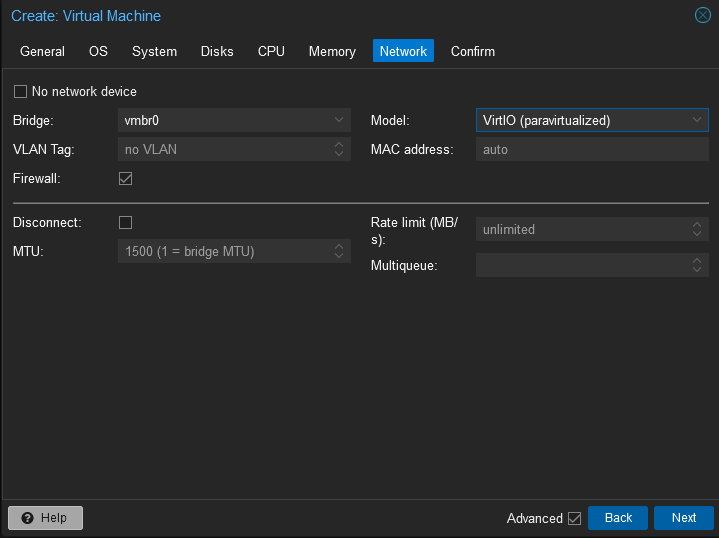 Create: Virtual Machine
General OS System Disks CPU Memory Network Confirm
No network device
Bridge: vmbr0 Model: VirtIO (paravirtualized)
VLAN Tag: no VLAN MAC address: auto
Firewall:
Disconnect: Rate limit (MB/
s): unlimited
MTU: 1500 (1 = bridge MTU)
Multiqueue:
Help Advanced Back Next